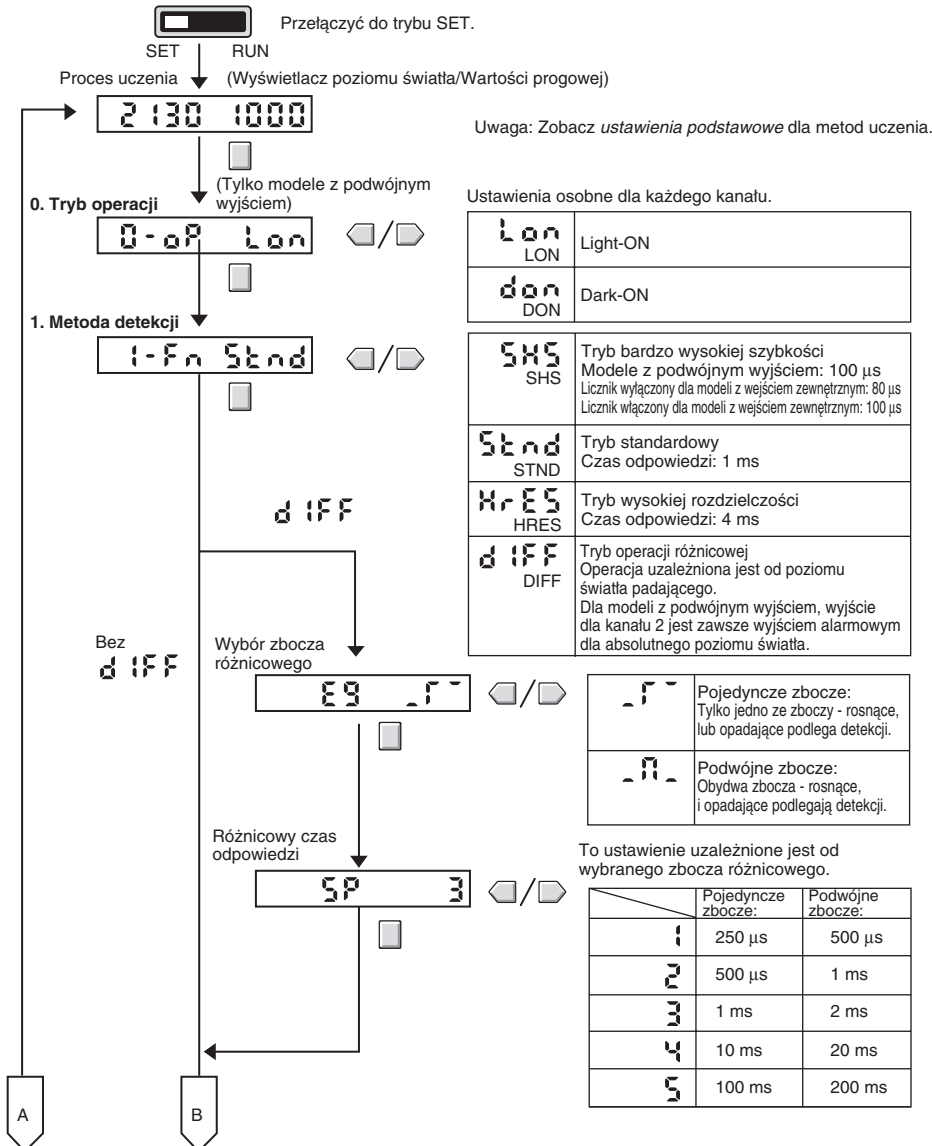 Przełączyć do trybu SET.
SET RUN
Proces uczenia (Wyświetlacz poziomu światła/Wartości progowej)
2130 1000
Uwaga: Zobacz ustawienia podstawowe dla metod uczenia.
(Tylko modele z podwójnym
wyjściem)
0. Tryb operacji
0-oP Lon
Ustawienia osobne dla każdego kanału.
Lon
LON
Light-ON
don
DON
Dark-ON
1. Metoda detekcji
1-Fn Stnd
SHS
SHS
Tryb bardzo wysokiej szybkości
Modele z podwójnym wyjściem: 100 µs
Licznik wyłączony dla modeli z wejściem zewnętrznym: 80 µs
Licznik włączony dla modeli z wejściem zewnętrznym: 100 µs
Stnd
STND
Tryb standardowy
Czas odpowiedzi: 1 ms
HrES
HRES
Tryb wysokiej rozdzielczości
Czas odpowiedzi: 4 ms
dIFF
DIFF
Tryb operacji różnicowej
Operacja uzależniona jest od poziomu
światła padającego.
Dla modeli z podwójnym wyjściem, wyjście
dla kanału 2 jest zawsze wyjściem alarmowym
dla absolutnego poziomu światła.
dIFF
Bez
dIFF
Wybór zbocza
różnicowego
Eg
Pojedyncze zbocze:
Tylko jedno ze zboczy - rosnące,
lub opadające podlega detekcji.
Podwójne zbocze:
Obydwa zbocza - rosnące,
i opadające podlegają detekcji.
Różnicowy czas
odpowiedzi
SP 3
To ustawienie uzależnione jest od
wybranego zbocza różnicowego.
Pojedyncze Podwójne
zbocze: zbocze:
1 250 µs 500 µs
2 500 µs 1 ms
3 1 ms 2 ms
4 10 ms 20 ms
5 100 ms 200 ms
A B